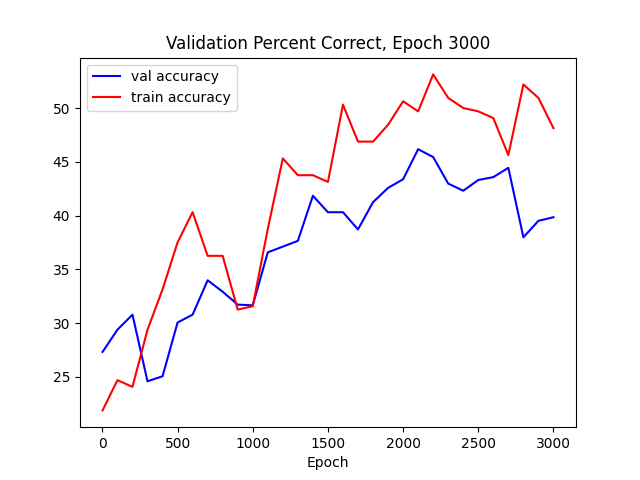 Validation Percent Correct, Epoch 3000
val accuracy
train accuracy
50
45
40
35
30
25
0 500 1000 1500 2000 2500 3000
Epoch